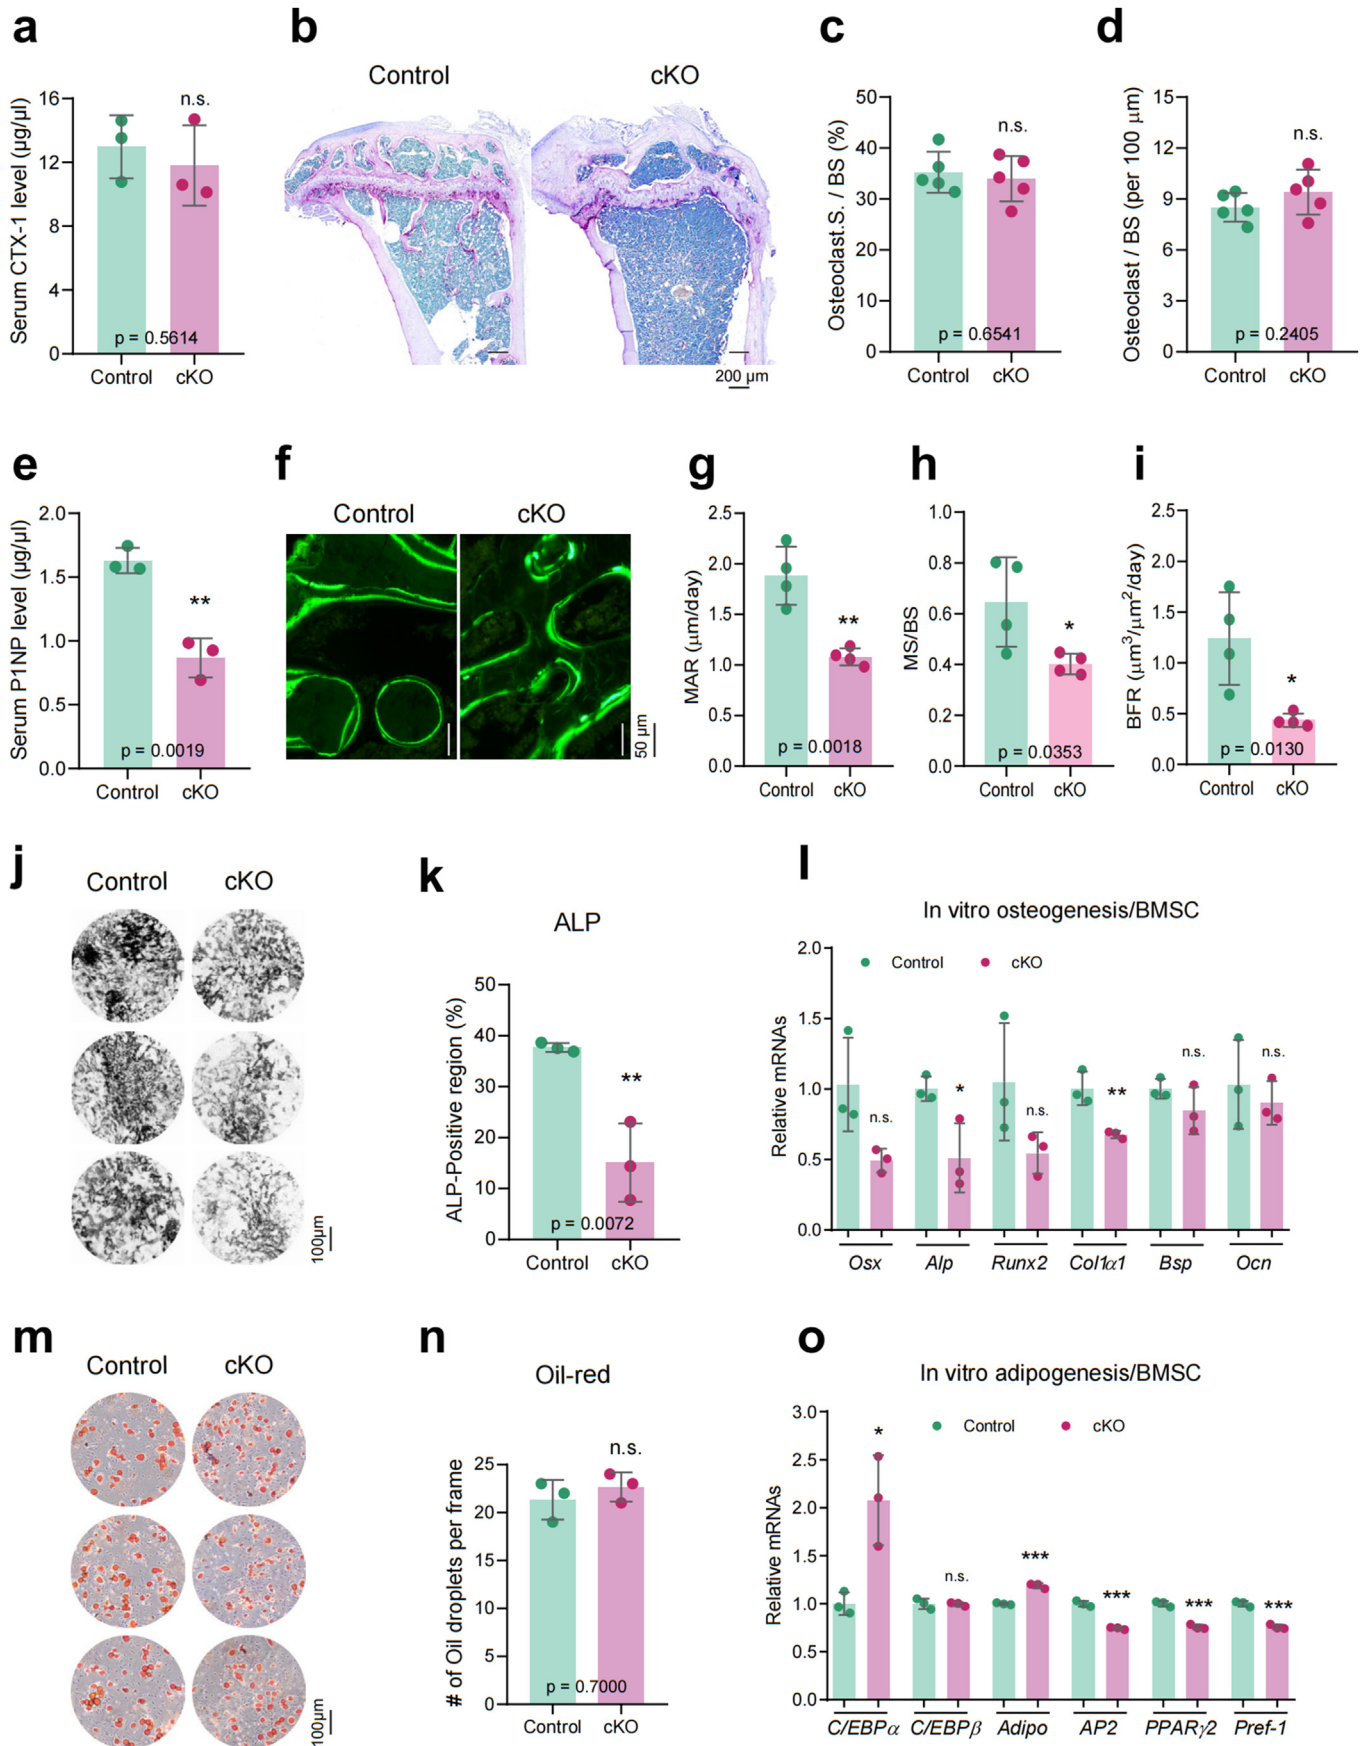 a
b
c
d
Control
cKO
Serum CTX-1 level (µg/µl)
16
12
8
4
0
n.s.
p = 0.5614
Control
cKO
200 µm
Osteoclast.S. / BS (%)
50
40
30
20
10
0
n.s.
p = 0.6541
Control
cKO
Osteoclast / BS (per 100 µm)
15
12
9
6
3
0
n.s.
p = 0.2405
Control
cKO
e
f
g
h
i
Serum P1NP level (µg/µl)
2.0
1.5
1.0
0.5
0.0
**
p = 0.0019
Control
cKO
Control
cKO
50 µm
MAR (µm/day)
2.5
2.0
1.5
1.0
0.5
0.0
**
p = 0.0018
Control
cKO
MS/BS
1.0
0.8
0.6
0.4
0.2
0.0
*
p = 0.0353
Control
cKO
BFR (µm³/µm²/day)
2.5
2.0
1.5
1.0
0.5
0.0
*
p = 0.0130
Control
cKO
j
k
l
Control
cKO
100µm
ALP
ALP-Positive region (%)
50
40
30
20
10
0
**
p = 0.0072
Control
cKO
In vitro osteogenesis/BMSC
Relative mRNAs
2.0
1.5
1.0
0.5
0.0
Control
cKO
n.s.
*
n.s.
**
n.s.
n.s.
Osx
Alp
Runx2
Col1α1
Bsp
Ocn
m
n
o
Control
cKO
100µm
Oil-red
# of Oil droplets per frame
25
20
15
10
5
0
n.s.
p = 0.7000
Control
cKO
In vitro adipogenesis/BMSC
Relative mRNAs
3.0
2.5
2.0
1.5
1.0
0.5
0.0
Control
cKO
*
n.s.
***
***
***
***
C/EBPα
C/EBPβ
Adipo
AP2
PPARγ2
Pref-1